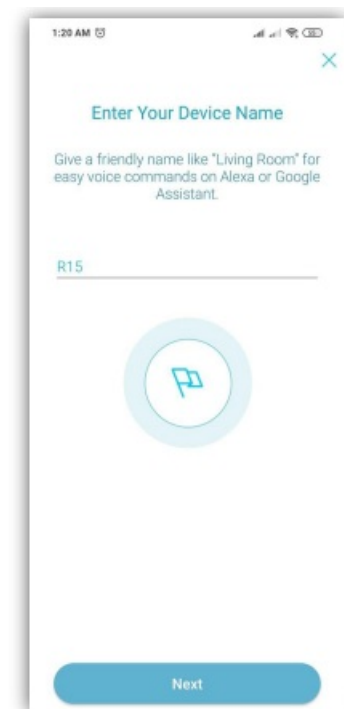 1:20 AM
Enter Your Device Name
Give a friendly name like "Living Room" for
easy voice commands on Alexa or Google
Assistant.
R15
Next